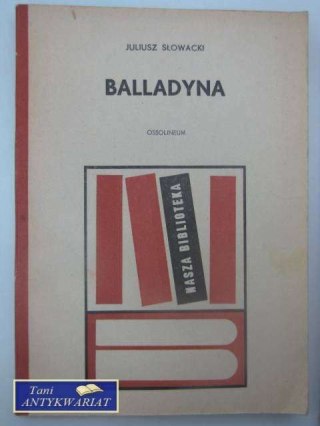 JULIUSZ SŁOWACKI
BALLADYNA
OSSOLINEUM
NASZA BIBLIOTEKA
Tani
ANTYKWARIAT